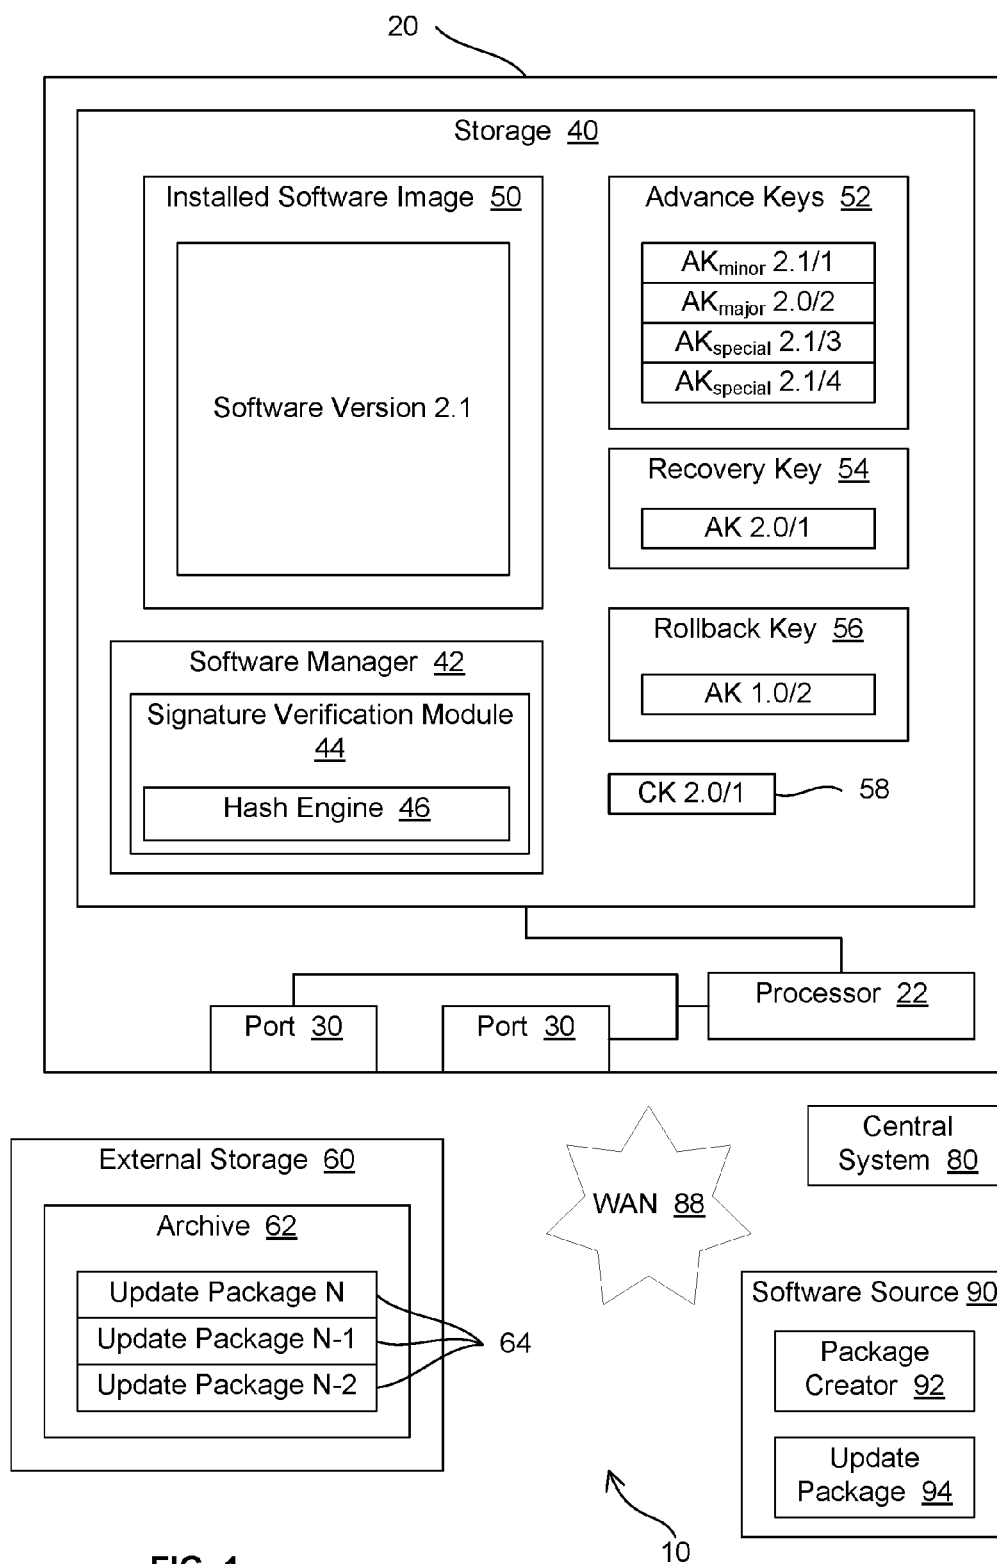 20
Storage 40
Installed Software Image 50
Software Version 2.1
Advance Keys 52
AKminor 2.1/1
AKmajor 2.0/2
AKspecial 2.1/3
AKspecial 2.1/4
Recovery Key 54
AK 2.0/1
Rollback Key 56
AK 1.0/2
Software Manager 42
Signature Verification Module
44
Hash Engine 46
CK 2.0/1
58
Processor 22
Port 30
Port 30
Central
System 80
External Storage 60
Archive 62
Update Package N
Update Package N-1
Update Package N-2
64
WAN 88
Software Source 90
Package
Creator 92
Update
Package 94
10
FIG. 1